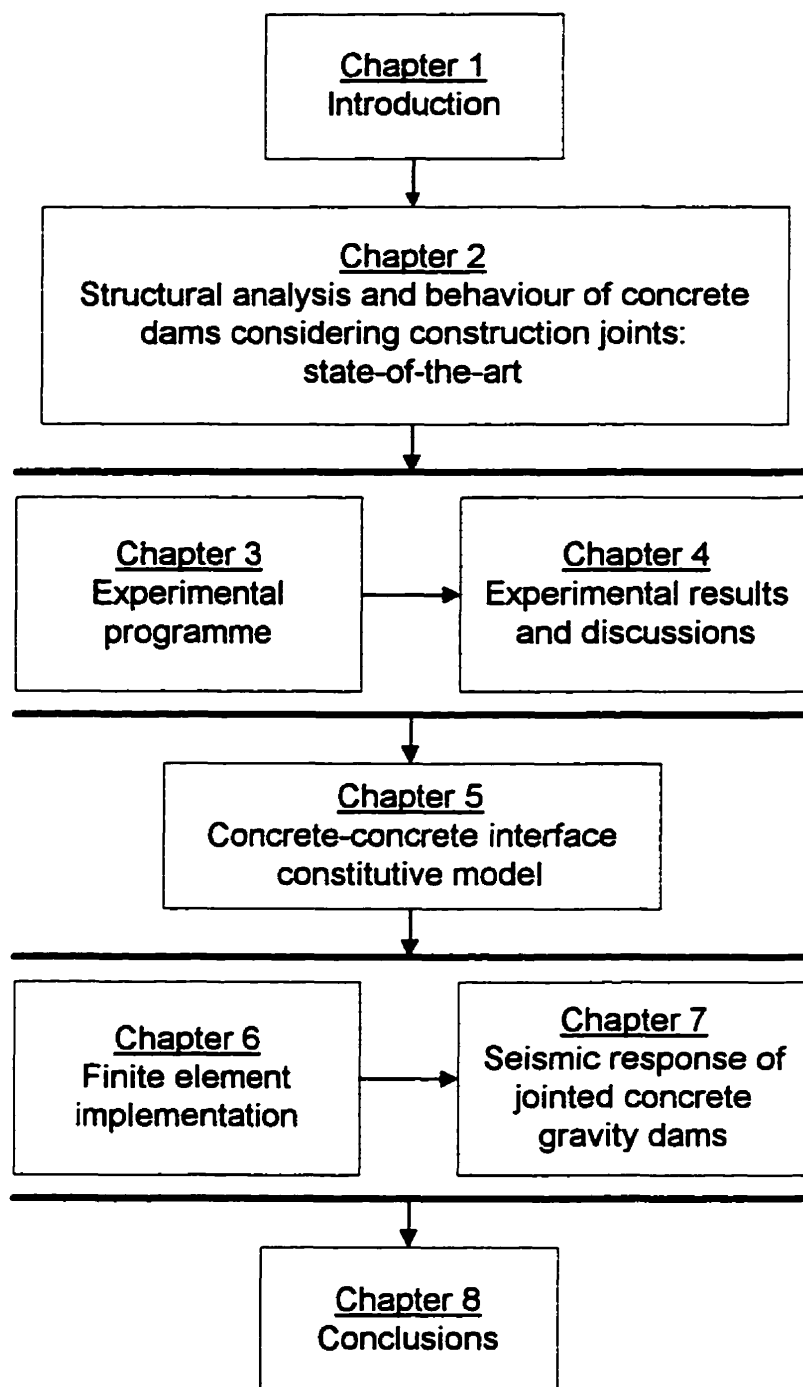 Chapter 1
Introduction
Chapter 2
Structural analysis and behaviour of concrete
dams considering construction joints:
state-of-the-art
Chapter 3
Experimental
programme
Chapter 4
Experimental results
and discussions
Chapter 5
Concrete-concrete interface
constitutive model
Chapter 6
Finite element
implementation
Chapter 7
Seismic response of
jointed concrete
gravity dams
Chapter 8
Conclusions